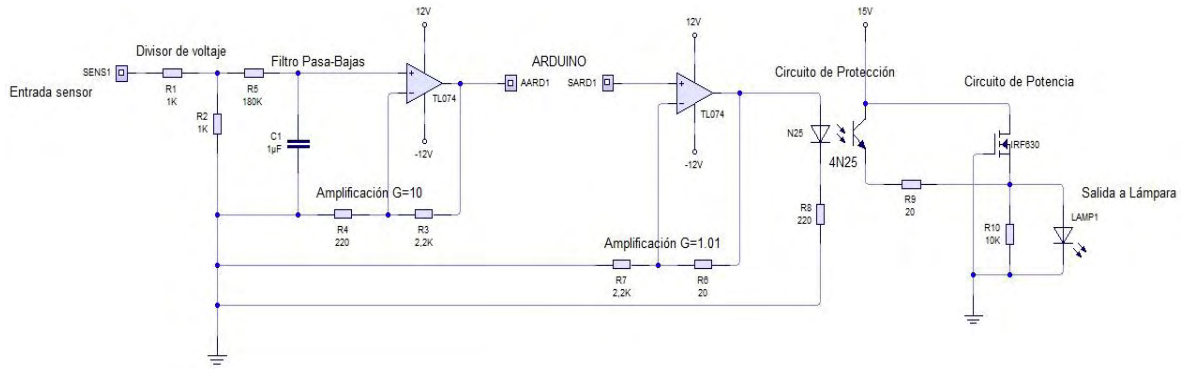 12V
12V
15V
Divisor de voltaje
Filtro Pasa-Bajas
ARDUINO
Circuito de Protección
Circuito de Potencia
SENS1
Entrada sensor
R1
1K
R5
180K
R2
1K
C1
1µF
TL074
-12V
AARD1
SARD1
TL074
-12V
N25
4N25
IRF630
Amplificación G=10
R4
220
R3
2,2K
R8
220
R9
20
R10
10K
Salida a Lámpara
LAMP1
Amplificación G=1.01
R7
2,2K
R6
20